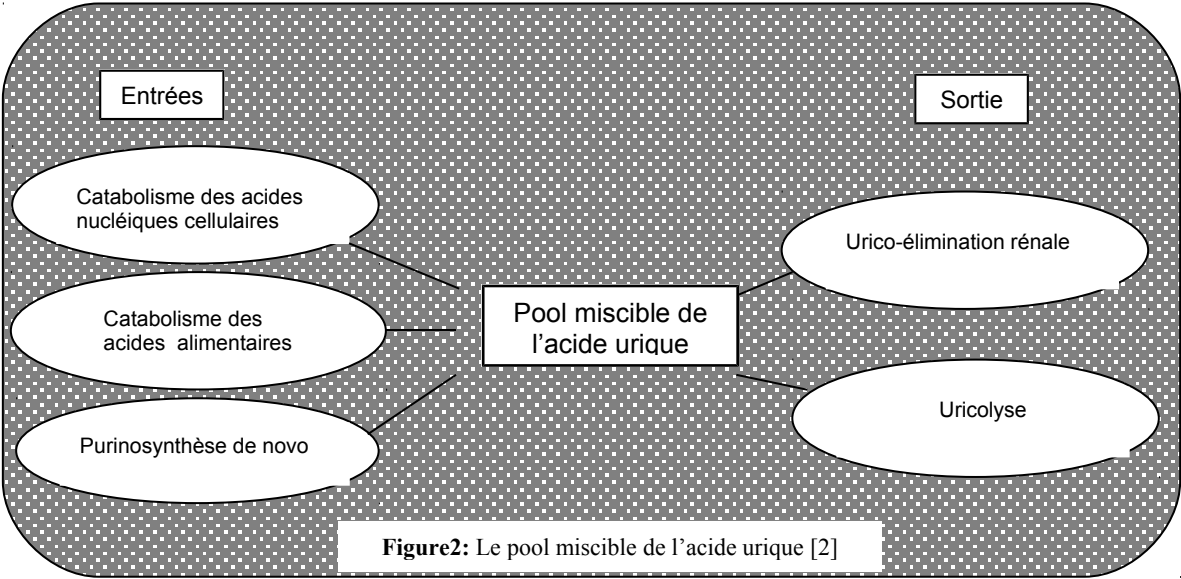 Entrées
Sortie
Catabolisme des acides
nucléiques cellulaires
Urico-élimination rénale
Pool miscible de
l’acide urique
Catabolisme des
acides alimentaires
Uricolyse
Purinosynthèse de novo
Figure2: Le pool miscible de l’acide urique [2]